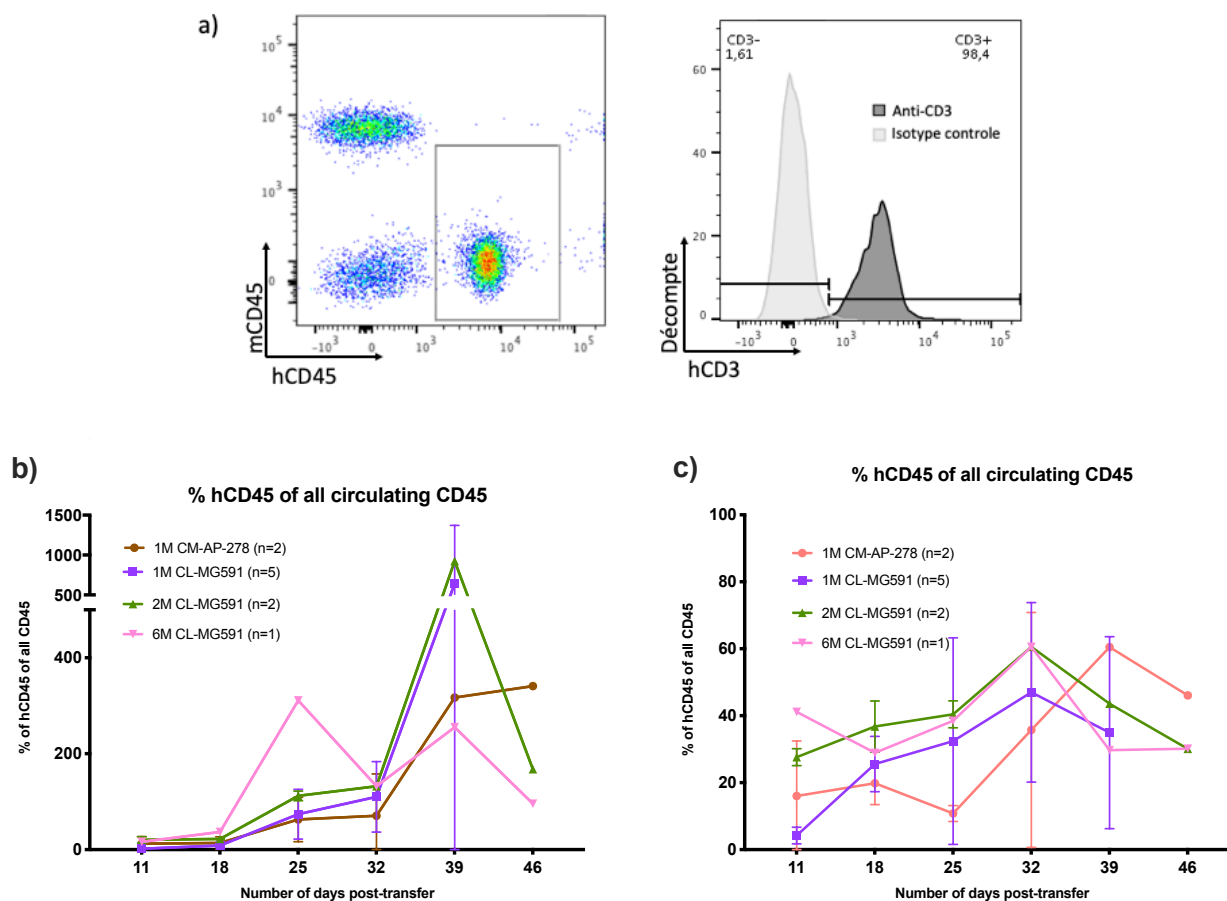 a)
10⁵
10⁴
10³
0
mCD45
-10³
0
10³
10⁴
10⁵
hCD45
CD3-
1,61
CD3+
98,4
60
40
20
0
Anti-CD3
Isotype controle
Décompte
-10³
0
10³
10⁴
10⁵
hCD3
b)
% hCD45 of all circulating CD45
1500
1000
500
400
200
0
% of hCD45 of all CD45
1M CM-AP-278 (n=2)
1M CL-MG591 (n=5)
2M CL-MG591 (n=2)
6M CL-MG591 (n=1)
11
18
25
32
39
46
Number of days post-transfer
c)
% hCD45 of all circulating CD45
100
80
60
40
20
0
% of hCD45 of all CD45
1M CM-AP-278 (n=2)
1M CL-MG591 (n=5)
2M CL-MG591 (n=2)
6M CL-MG591 (n=1)
11
18
25
32
39
46
Number of days post-transfer